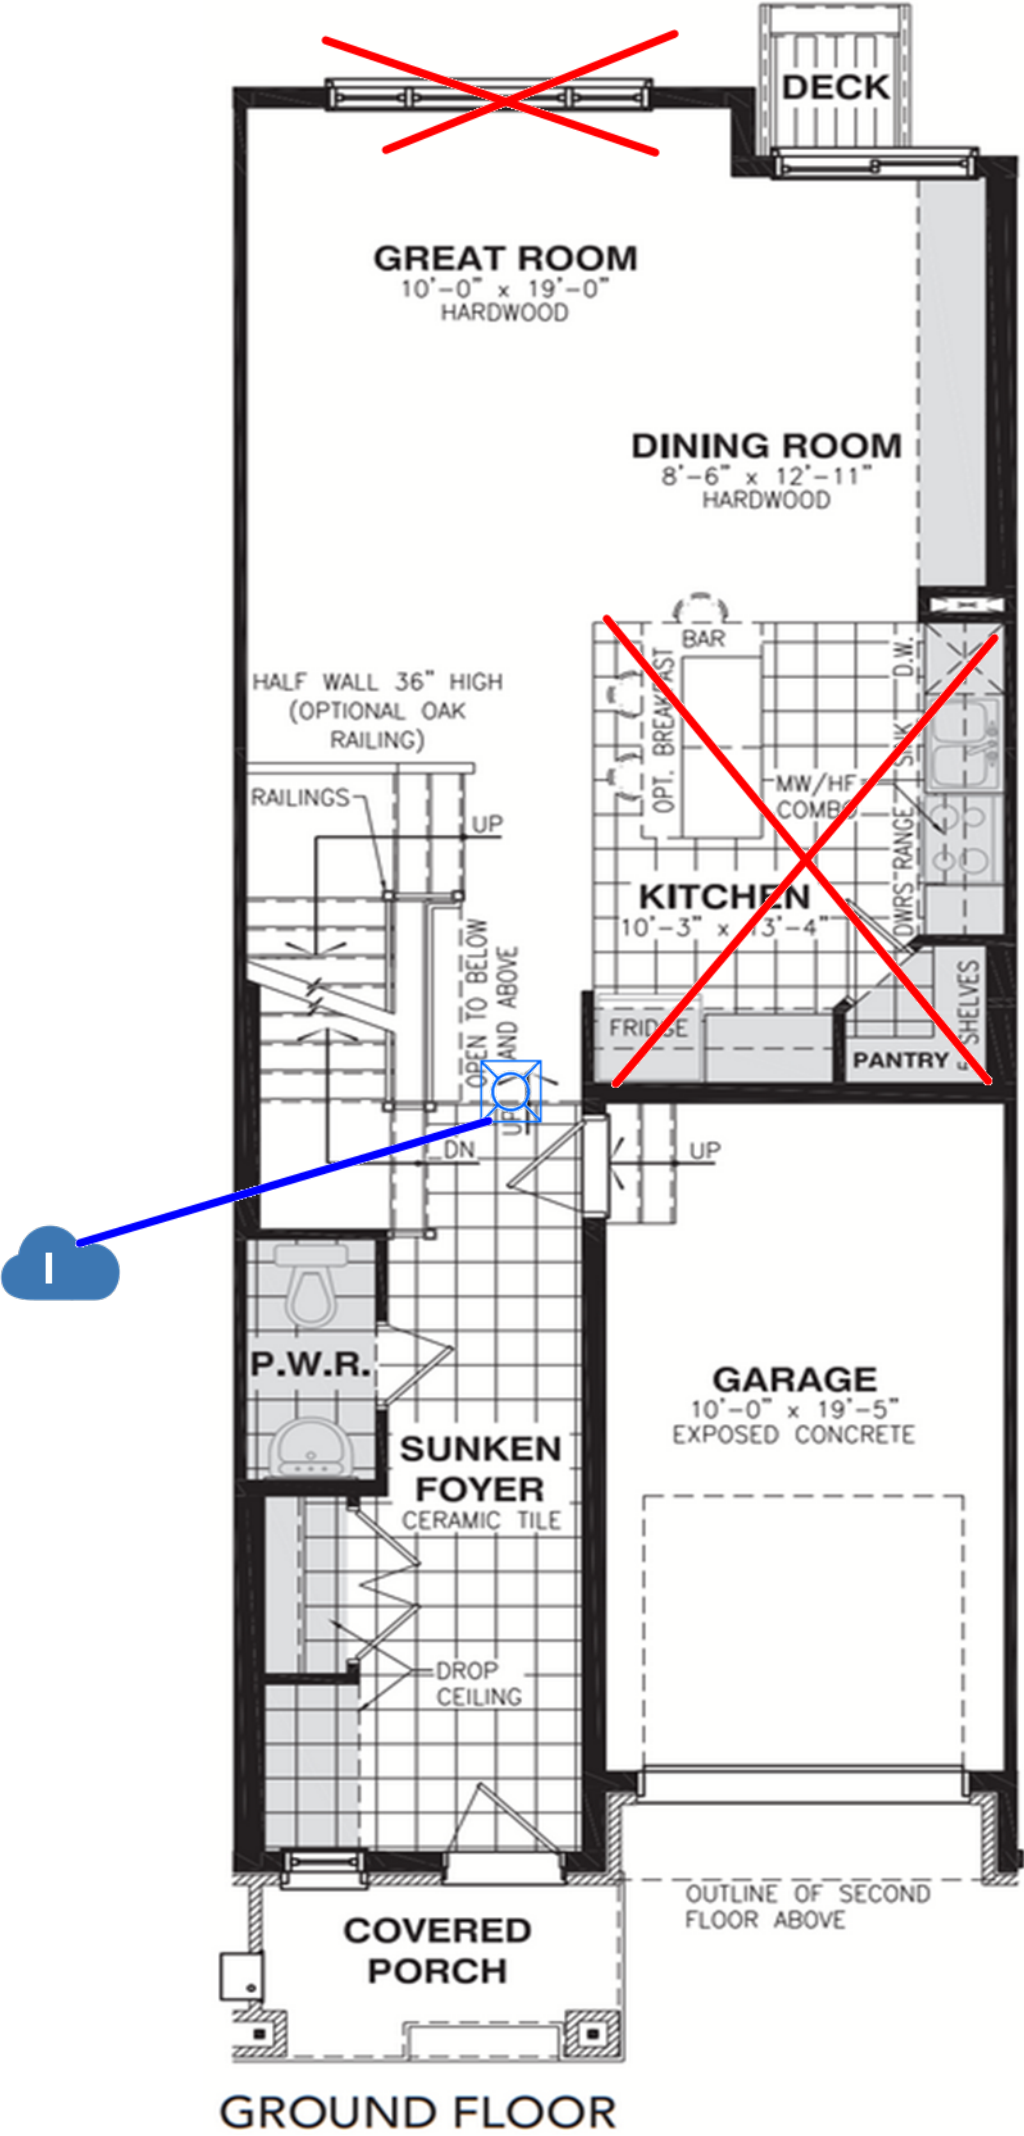 DECK
GREAT ROOM
10'-0" x 19'-0"
HARDWOOD
DINING ROOM
8'-6" x 12'-11"
HARDWOOD
BAR
OPT. BREAKFAST
D.W.
SINK
RANGE
DWRS
MW/HF
COMBO
HALF WALL 36" HIGH
(OPTIONAL OAK
RAILING)
RAILINGS
UP
KITCHEN
10'-3" x 13'-4"
OPEN TO BELOW
AND ABOVE
FRIDGE
PANTRY
SHELVES
UP
DN
UP
I
P.W.R.
SUNKEN
FOYER
CERAMIC TILE
GARAGE
10'-0" x 19'-5"
EXPOSED CONCRETE
DROP
CEILING
OUTLINE OF SECOND
FLOOR ABOVE
COVERED
PORCH
GROUND FLOOR